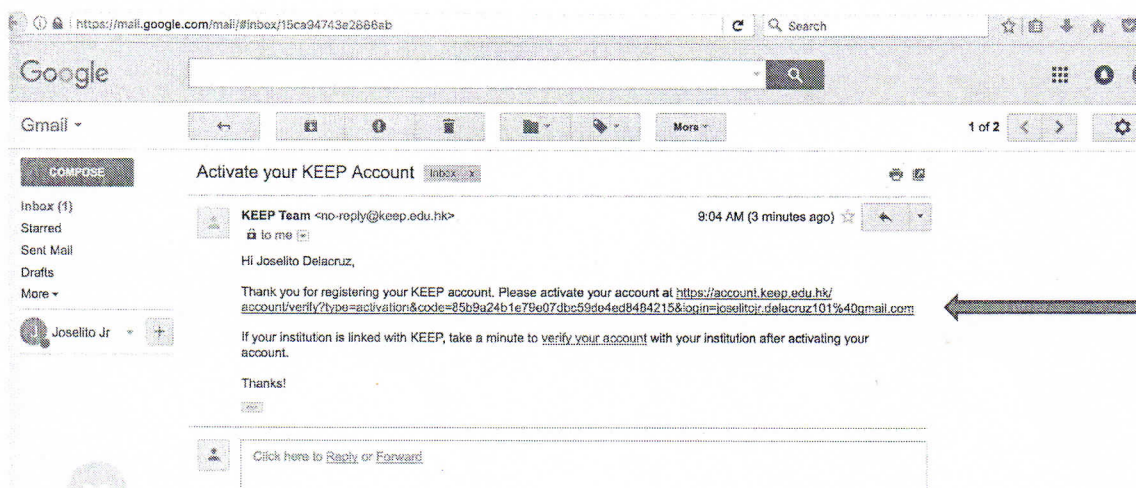 https://mail.google.com/mail/#inbox/15ca94743e2886ab
Search
Google
Gmail
More
1 of 2
COMPOSE
Activate your KEEP Account Inbox x
Inbox (1)
Starred
Sent Mail
Drafts
More
Joselito Jr
KEEP Team <no-reply@keep.edu.hk>
9:04 AM (3 minutes ago)
to me
Hi Joselito Delacruz,
Thank you for registering your KEEP account. Please activate your account at https://account.keep.edu.hk/
account/verify?type=activation&code=85b9a24b1e79e07dbc59de4ed8484215&login=joselitojr.delacruz101%40gmail.com
If your institution is linked with KEEP, take a minute to verify your account with your institution after activating your
account.
Thanks!
Click here to Reply or Forward